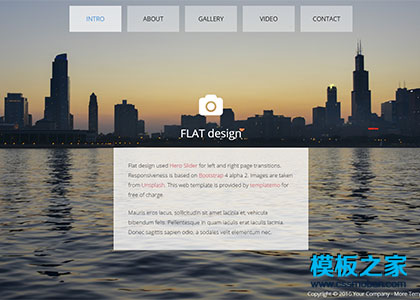 INTRO
ABOUT
GALLERY
VIDEO
CONTACT
FLAT design
Flat design used Hero Slider for left and right page transitions.
Responsiveness is based on Bootstrap 4 alpha 2. Images are taken
from Unsplash. This web template is provided by templatemo for
free of charge.
Mauris eros lacus, sollicitudin sit amet lacinia et, vehicula
bibendum felis. Pellentesque in quam iaculis erat iaculis lacinia.
Donec sagittis sapien odio, a sodales velit elementum nec.
模板之家
www.cssmoban.com
Copyright © 2016 Your Company - More Tem